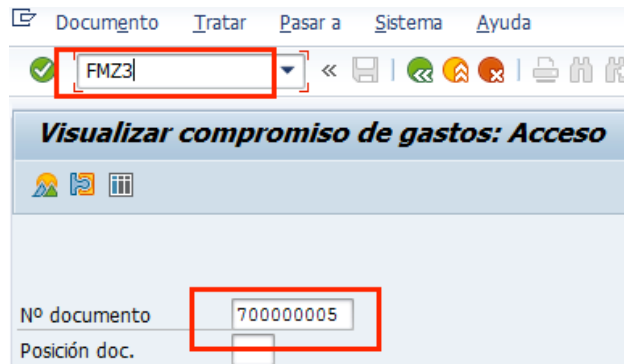 Documento Tratar Pasar a Sistema Ayuda
FMZ3
Visualizar compromiso de gastos: Acceso
Nº documento 700000005
Posición doc.